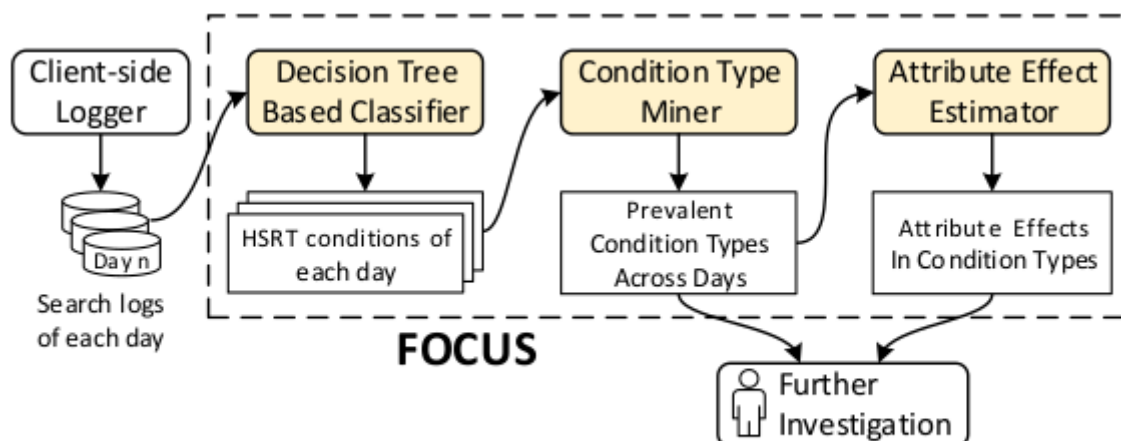 Client-side
Logger
Day n
Search logs
of each day
Decision Tree
Based Classifier
HSRT conditions of
each day
Condition Type
Miner
Prevalent
Condition Types
Across Days
Attribute Effect
Estimator
Attribute Effects
In Condition Types
FOCUS
Further
Investigation